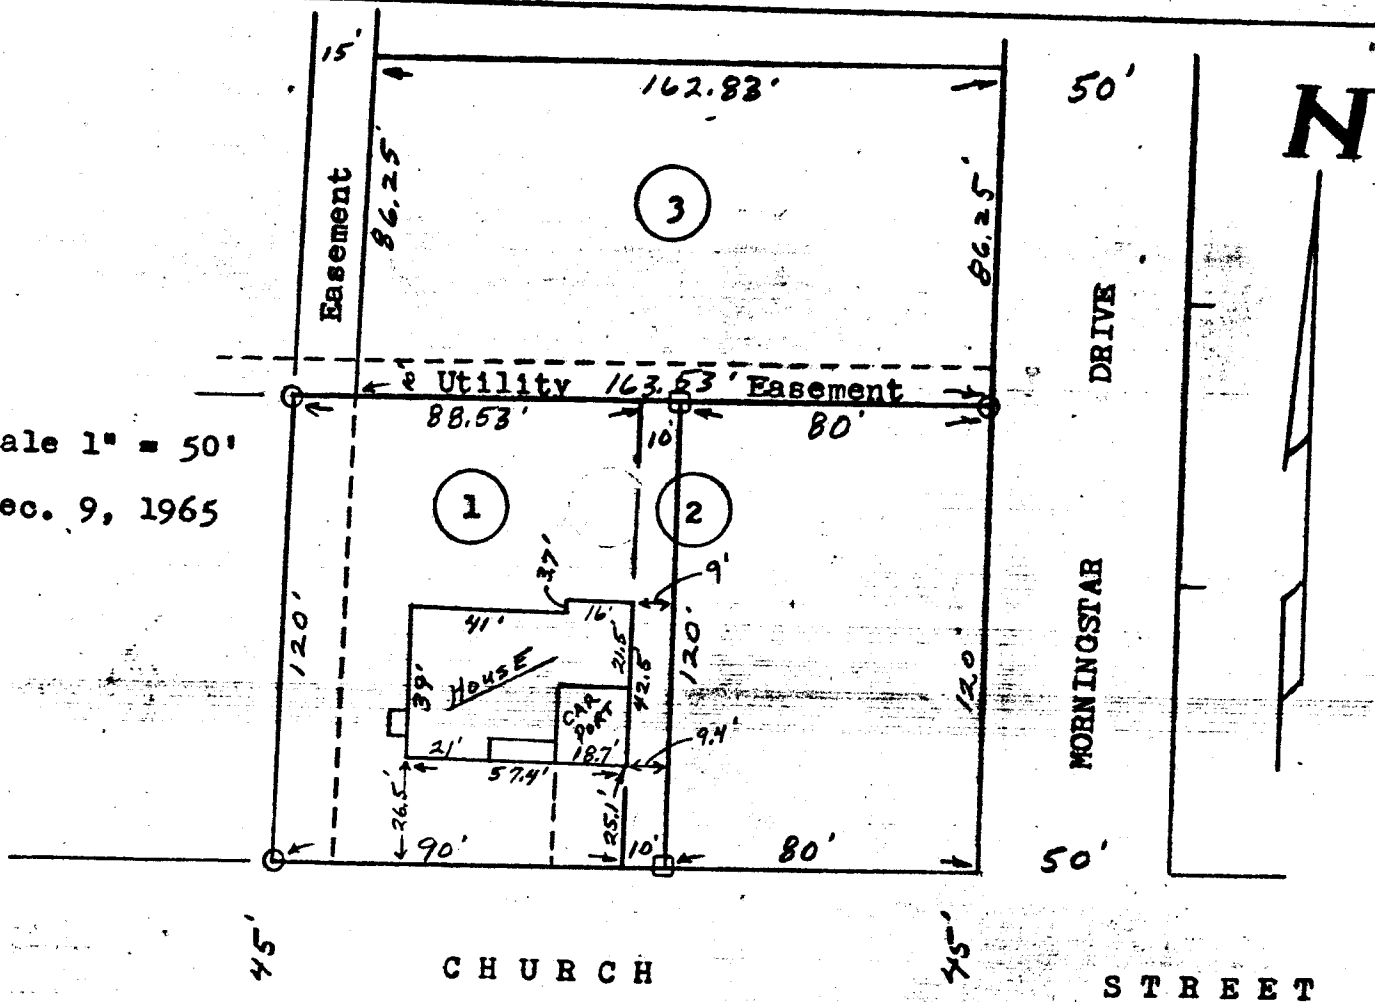 15'
162.83'
50'
N
86.25'
Easement
3
86.25'
DRIVE
Utility 163.53' Easement
88.53'
10'
80'
ale 1" = 50'
ec. 9, 1965
1
2
3.7'
9'
41'
16'
120'
House
39'
21.5'
42.5'
120'
120'
MORNINGSTAR
CAR
PORT
18.7'
21'
57.4'
9.4'
26.5'
25.1'
90'
10'
80'
50'
45'
45'
CHURCH
STREET